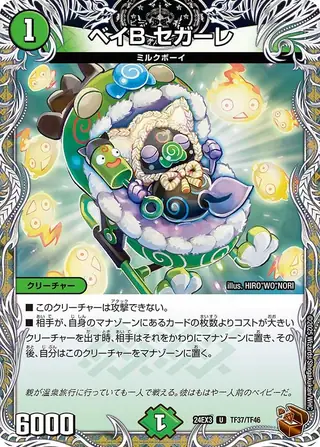 1
ベイB セガーレ
ミルクボーイ
illus. HIRO"WO"NORI
クリーチャー
■ このクリーチャーは攻撃できない。
■ 相手が、自身のマナゾーンにあるカードの枚数よりコストが大き
いクリーチャーを出す時、相手はそれをかわりにマナゾーンに置き、その
後、自分はこのクリーチャーをマナゾーンに置く。
親が温泉旅行に行っていても一人で戦える。彼はもはや一人前のベイビーだ。
6000
1
24EX3 U TF37/TF46